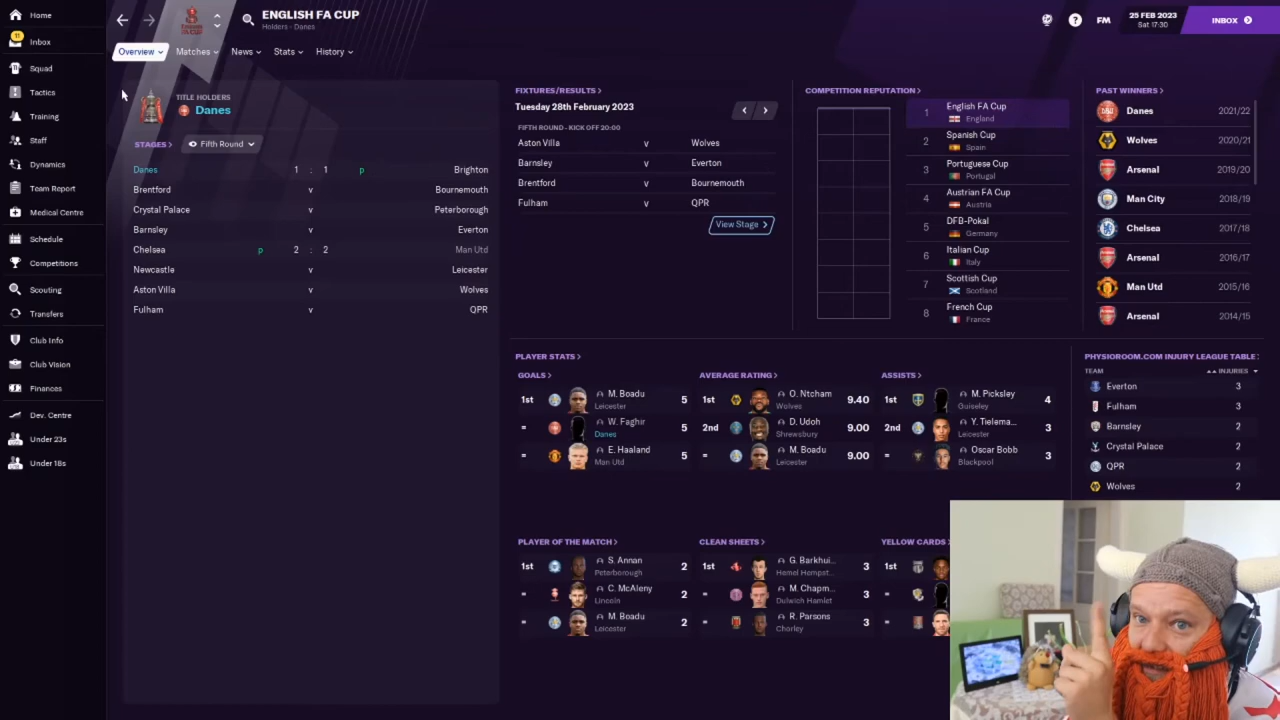 Home
11
Inbox
Squad
Tactics
Training
Staff
Dynamics
Team Report
Medical Centre
Schedule
Competitions
Scouting
Transfers
Club Info
Club Vision
Finances
Dev. Centre
Under 23s
Under 18s
ENGLISH FA CUP
Holders - Danes
FM
25 FEB 2023
Sat 17:30
INBOX
Overview
Matches
News
Stats
History
TITLE HOLDERS
Danes
STAGES
Fifth Round
Danes 1 : 1 p Brighton
Brentford v Bournemouth
Crystal Palace v Peterborough
Barnsley v Everton
Chelsea p 2 : 2 Man Utd
Newcastle v Leicester
Aston Villa v Wolves
Fulham v QPR
FIXTURES/RESULTS
Tuesday 28th February 2023
FIFTH ROUND - KICK OFF 20:00
Aston Villa v Wolves
Barnsley v Everton
Brentford v Bournemouth
Fulham v QPR
View Stage
COMPETITION REPUTATION
1 English FA Cup
England
2 Spanish Cup
Spain
3 Portuguese Cup
Portugal
4 Austrian FA Cup
Austria
5 DFB-Pokal
Germany
6 Italian Cup
Italy
7 Scottish Cup
Scotland
8 French Cup
France
PAST WINNERS
Danes 2021/22
Wolves 2020/21
Arsenal 2019/20
Man City 2018/19
Chelsea 2017/18
Arsenal 2016/17
Man Utd 2015/16
Arsenal 2014/15
PLAYER STATS
GOALS
1st M. Boadu 5
Leicester
= W. Faghir 5
Danes
= E. Haaland 5
Man Utd
AVERAGE RATING
1st O. Ntcham 9.40
Wolves
2nd D. Udoh 9.00
Shrewsbury
= M. Boadu 9.00
Leicester
ASSISTS
1st M. Picksley 4
Guiseley
2nd Y. Tielema... 3
Leicester
= Oscar Bobb 3
Blackpool
PHYSIOROOM.COM INJURY LEAGUE TABLE
TEAM INJURIES
Everton 3
Fulham 3
Barnsley 2
Crystal Palace 2
QPR 2
Wolves 2
PLAYER OF THE MATCH
1st S. Annan 2
Peterborough
= C. McAleny 2
Lincoln
= M. Boadu 2
Leicester
CLEAN SHEETS
1st G. Barkhui... 3
Hemel Hempst...
= M. Chapm... 3
Dulwich Hamlet
= R. Parsons 3
Chorley
YELLOW CARDS
1st
=
=